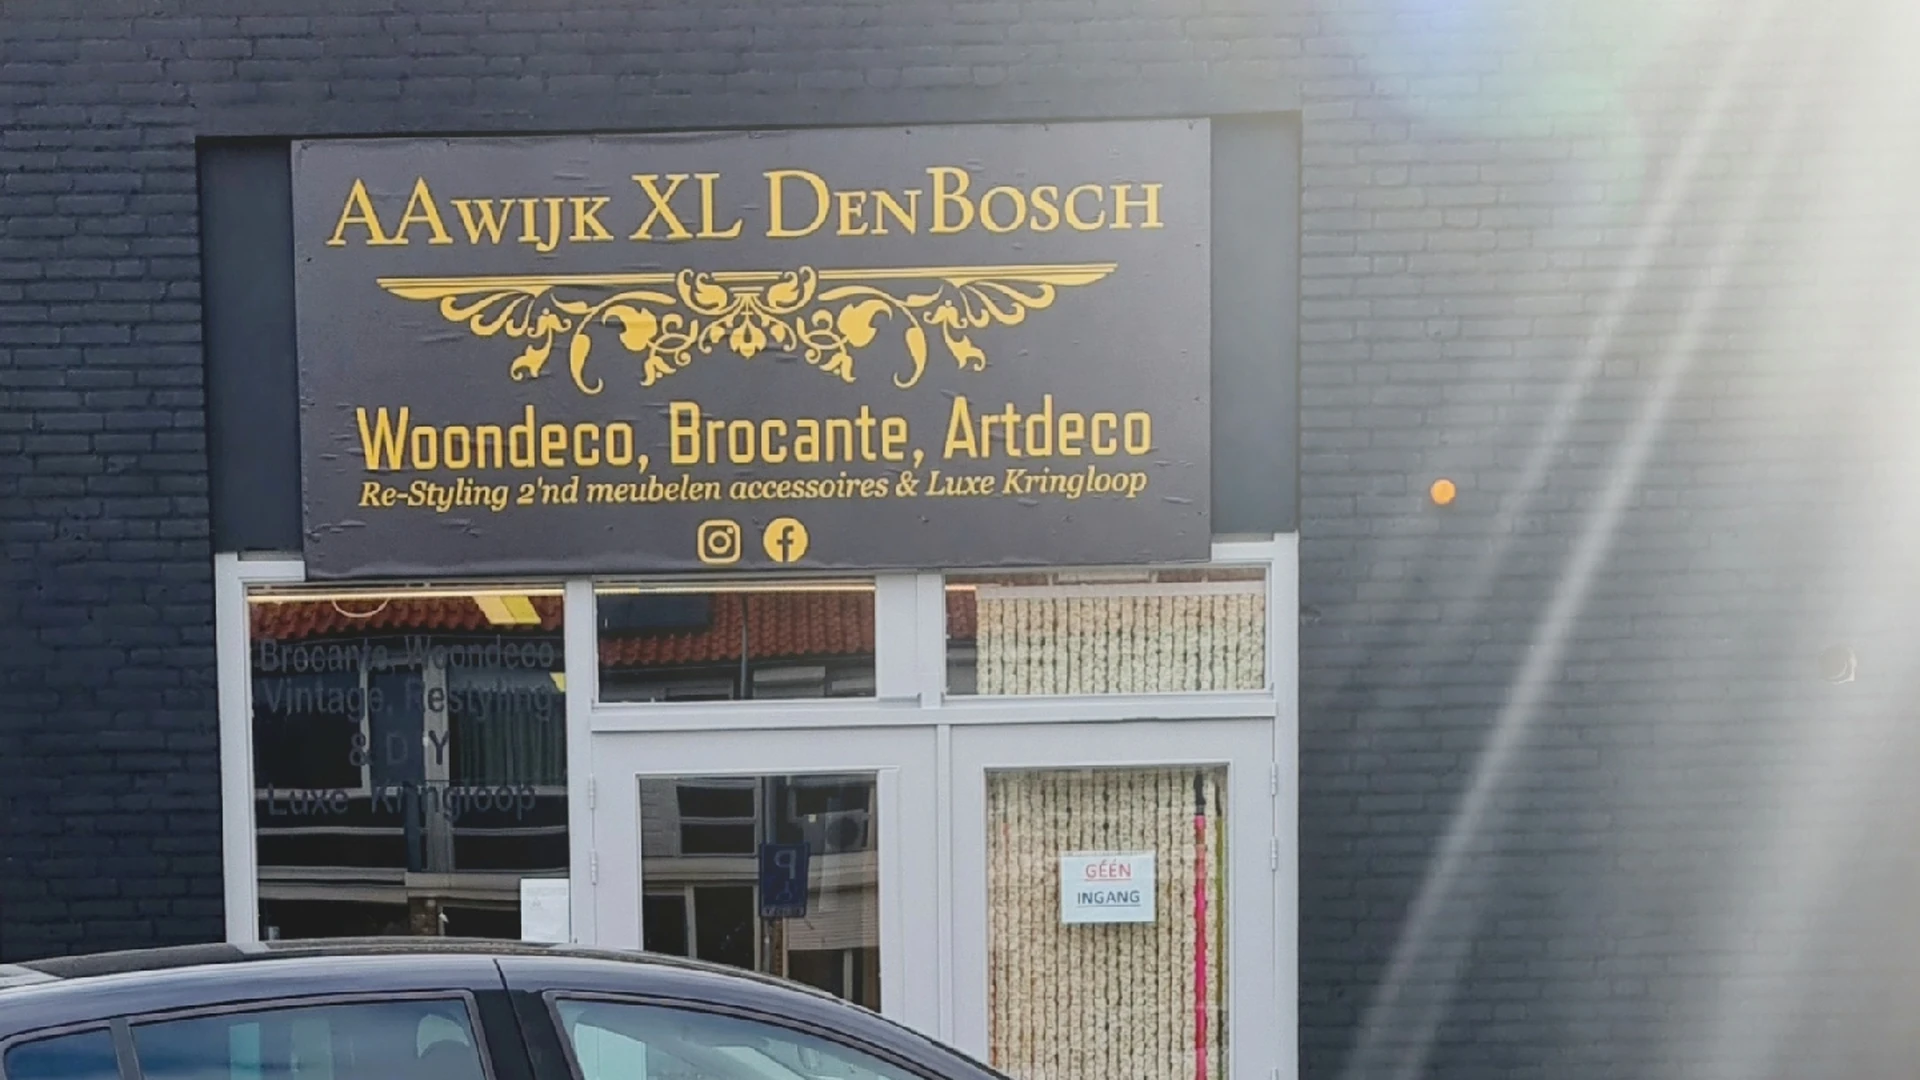 AAWIJK XL DENBOSCH
Woondeco, Brocante, Artdeco
Re-Styling 2'nd meubelen accessoires & Luxe Kringloop
Brocante, Woondeco
Vintage, Restyling
& DIY
Luxe Kringloop
GÉÉN
INGANG
P